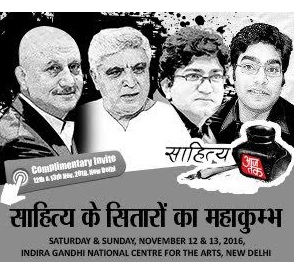 साहित्य
आज तक
Complimentary Invite
12th & 13th Nov, 2016, New Delhi
साहित्य के सितारों का महाकुम्भ
SATURDAY & SUNDAY, NOVEMBER 12 & 13, 2016,
INDIRA GANDHI NATIONAL CENTRE FOR THE ARTS, NEW DELHI